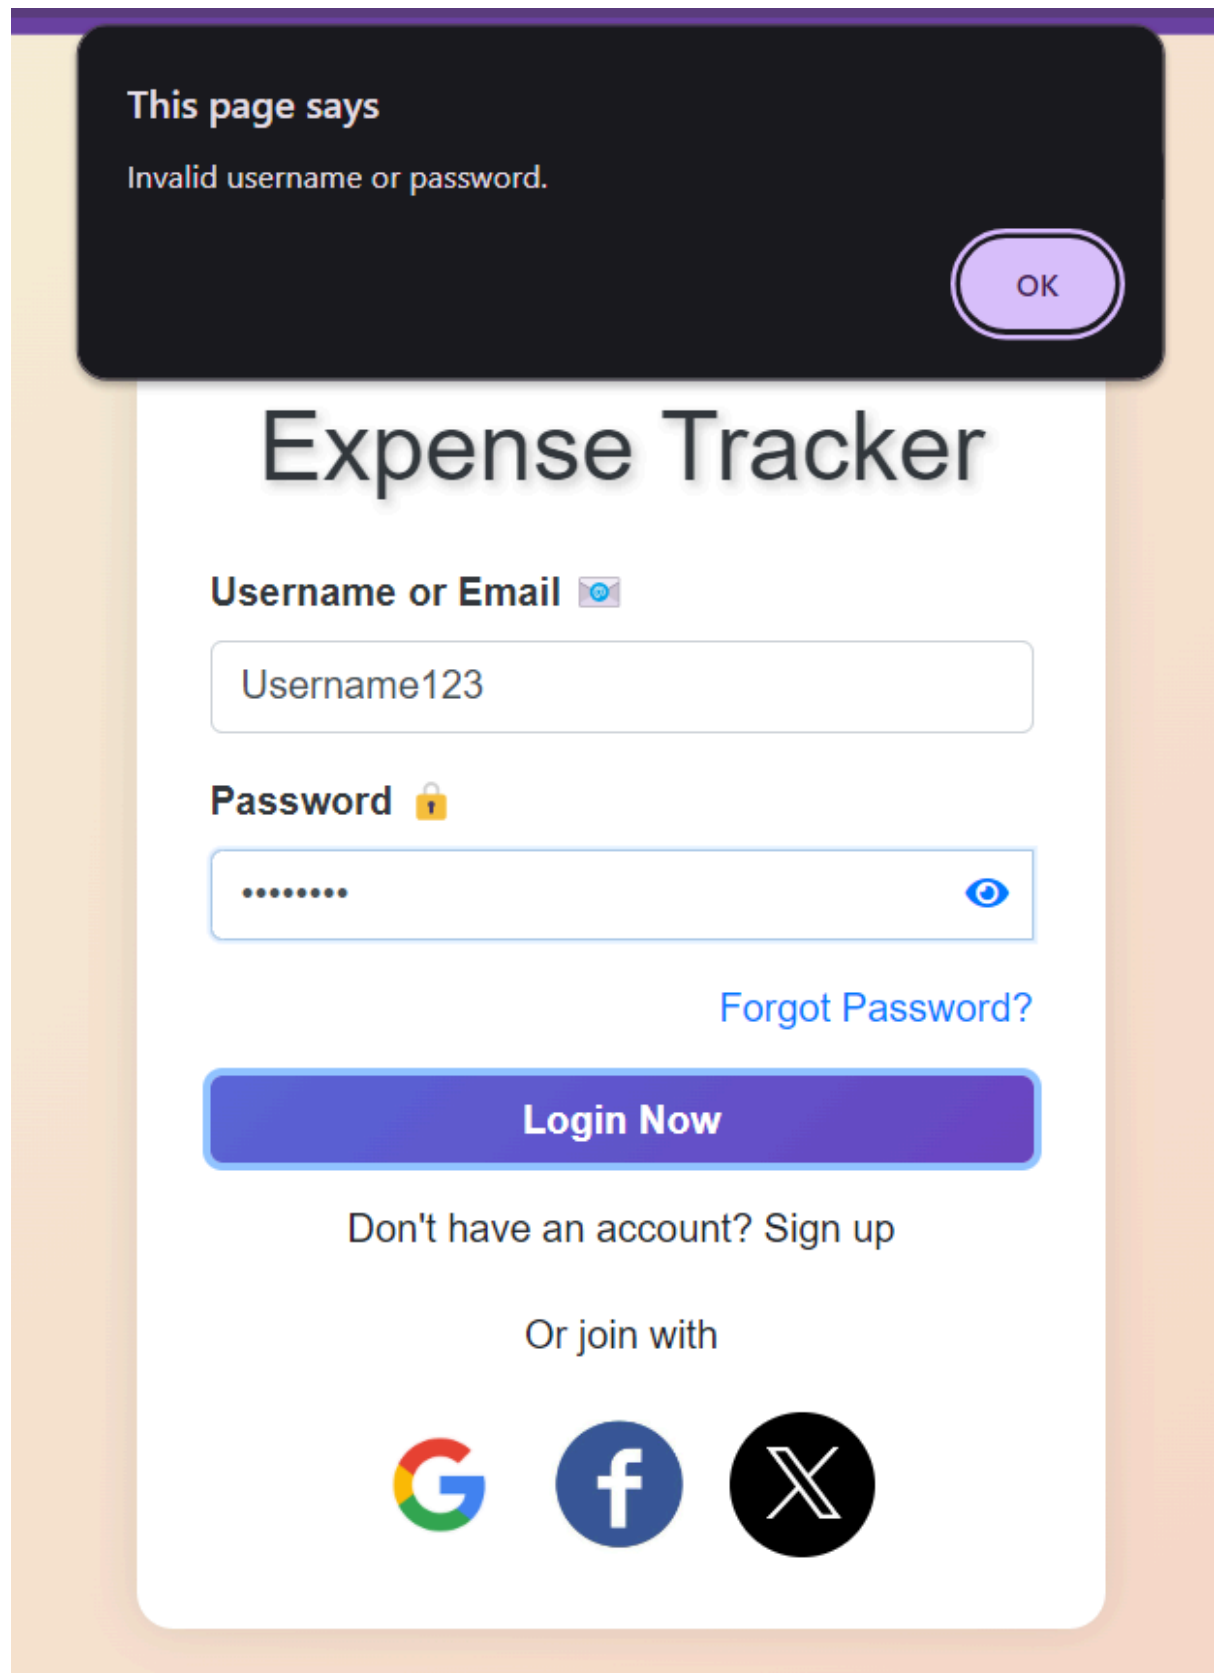 This page says
Invalid username or password.
OK
Expense Tracker
Username or Email
Username123
Password
••••••••
Forgot Password?
Login Now
Don't have an account? Sign up
Or join with